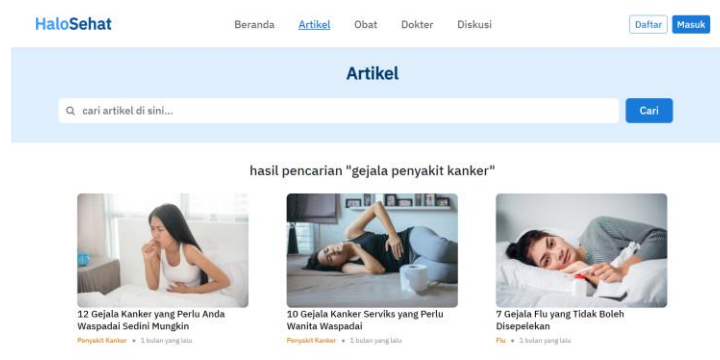 HaloSehat
Beranda Artikel Obat Dokter Diskusi
Daftar Masuk
Artikel
cari artikel di sini...
Cari
hasil pencarian "gejala penyakit kanker"
12 Gejala Kanker yang Perlu Anda
Waspadai Sedini Mungkin
Penyakit Kanker • 1 bulan yang lalu
10 Gejala Kanker Serviks yang Perlu
Wanita Waspadai
Penyakit Kanker • 1 bulan yang lalu
7 Gejala Flu yang Tidak Boleh
Disepelekan
Flu • 1 bulan yang lalu